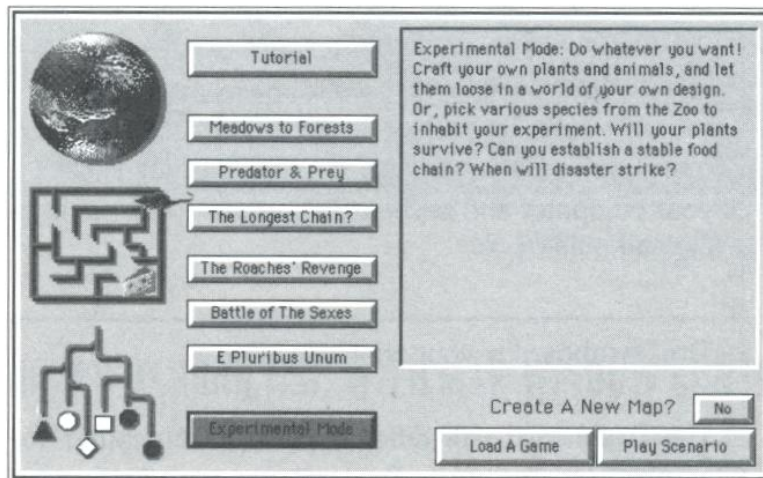 Tutorial
Meadows to Forests
Predator & Prey
The Longest Chain?
The Roaches' Revenge
Battle of The Sexes
E Pluribus Unum
Experimental Mode
Experimental Mode: Do whatever you want!
Craft your own plants and animals, and let
them loose in a world of your own design.
Or, pick various species from the Zoo to
inhabit your experiment. Will your plants
survive? Can you establish a stable food
chain? When will disaster strike?
Create A New Map? No
Load A Game Play Scenario